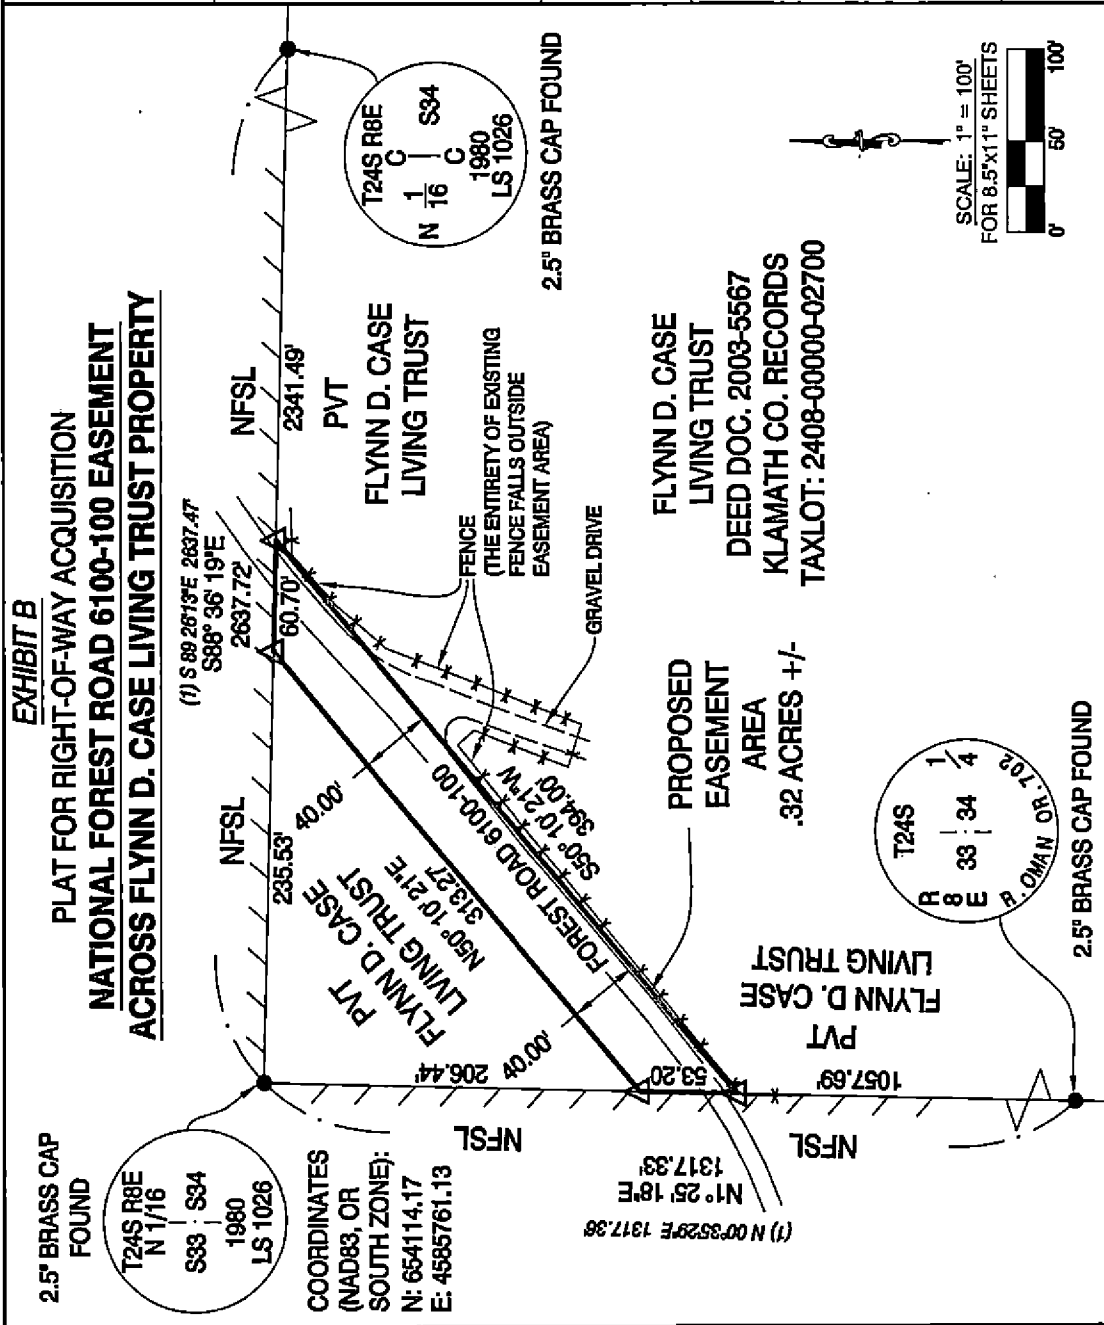 EXHIBIT B
PLAT FOR RIGHT-OF-WAY ACQUISITION
NATIONAL FOREST ROAD 6100-100 EASEMENT
ACROSS FLYNN D. CASE LIVING TRUST PROPERTY
2.5" BRASS CAP
FOUND
T24S R8E
N 1/16
S33 S34
1980
LS 1026
COORDINATES
(NAD83, OR
SOUTH ZONE):
N: 654114.17
E: 4585761.13
NFSL
235.53'
(1) S 89 28'13"E 2637.47'
S88° 36' 19"E
2637.72'
60.70'
NFSL
2341.49'
T24S R8E
C
N 1/16 S34
C
1980
LS 1026
2.5" BRASS CAP FOUND
PVT
FLYNN D. CASE
LIVING TRUST
PVT
FLYNN D. CASE
LIVING TRUST
N50° 10' 21"E
313.27'
40.00'
FOREST ROAD 6100-100
S50° 10' 21"W
394.00'
40.00'
FENCE
(THE ENTIRETY OF EXISTING
FENCE FALLS OUTSIDE
EASEMENT AREA)
GRAVEL DRIVE
206.44'
53.20'
NFSL
NFSL
N1° 25' 18"E
1317.33'
(1) N 00°35'29"E 1317.36'
1057.69'
PVT
FLYNN D. CASE
LIVING TRUST
PROPOSED
EASEMENT
AREA
.32 ACRES +/-
FLYNN D. CASE
LIVING TRUST
DEED DOC. 2003-5567
KLAMATH CO. RECORDS
TAXLOT: 2408-00000-02700
T24S
R 1/4
8 33 34
E
R. OMAN OR. 702
2.5" BRASS CAP FOUND
SCALE: 1" = 100'
FOR 8.5"x11" SHEETS
0' 50' 100'